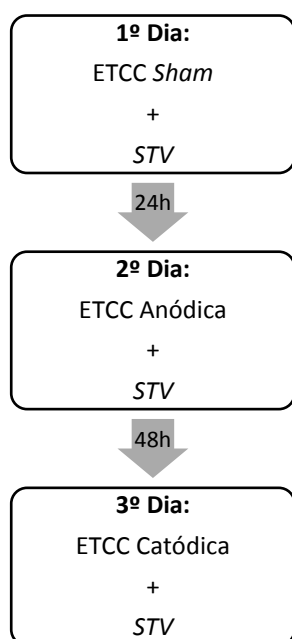 1º Dia:
ETCC Sham
+
STV
24h
2º Dia:
ETCC Anódica
+
STV
48h
3º Dia:
ETCC Catódica
+
STV